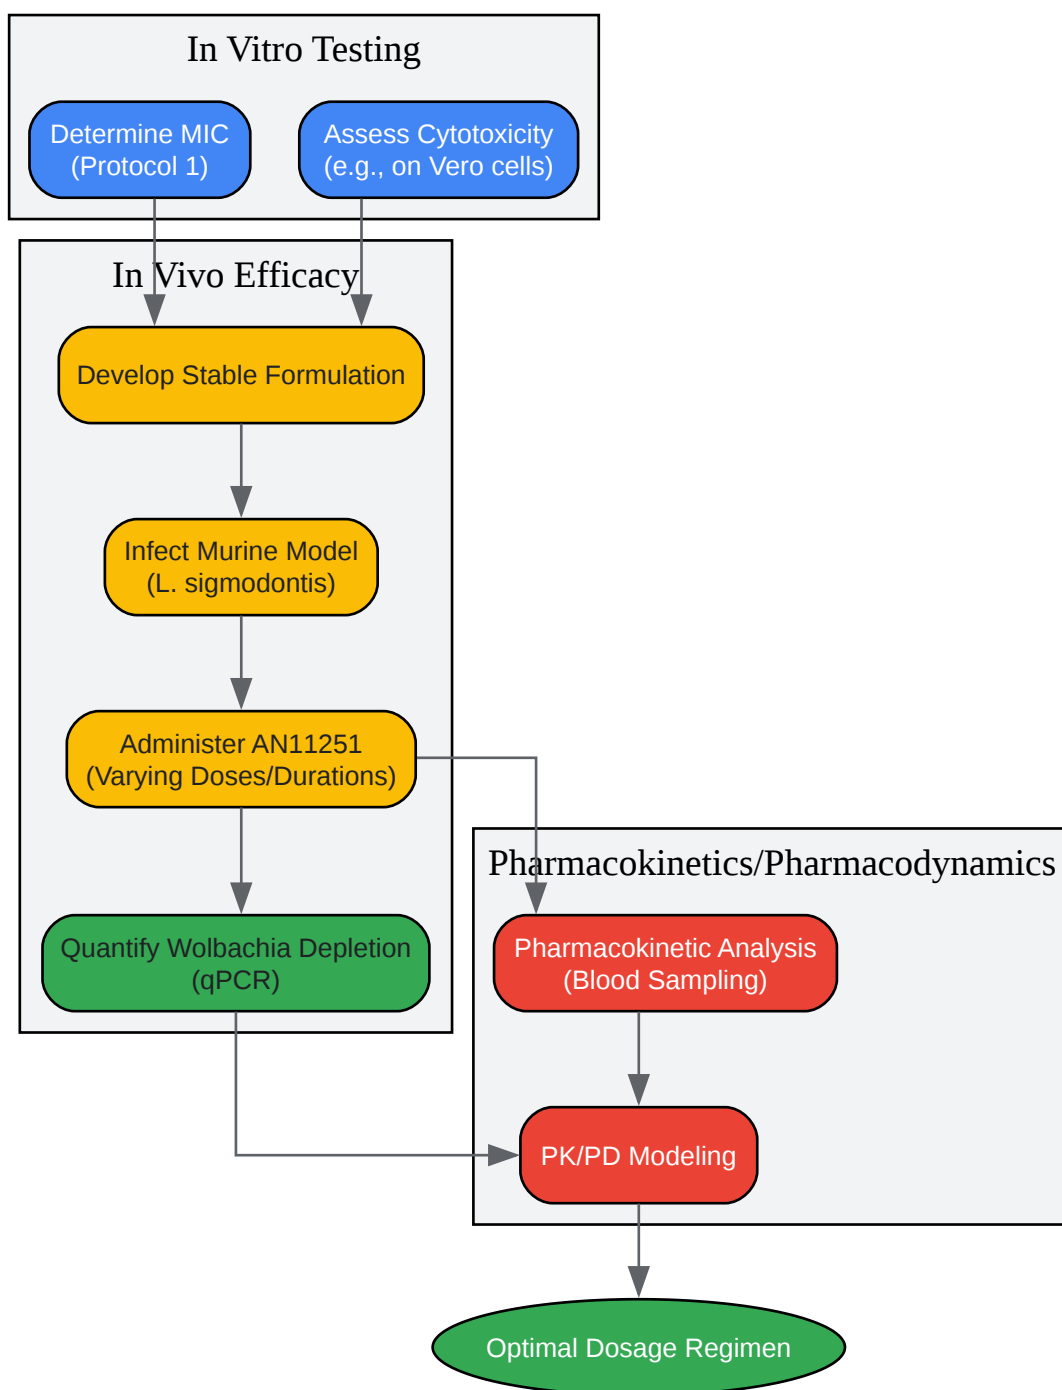 In Vitro Testing
Determine MIC
(Protocol 1)
Assess Cytotoxicity
(e.g., on Vero cells)
In Vivo Efficacy
Develop Stable Formulation
Infect Murine Model
(L. sigmodontis)
Administer AN11251
(Varying Doses/Durations)
Quantify Wolbachia Depletion
(qPCR)
Pharmacokinetics/Pharmacodynamics
Pharmacokinetic Analysis
(Blood Sampling)
PK/PD Modeling
Optimal Dosage Regimen